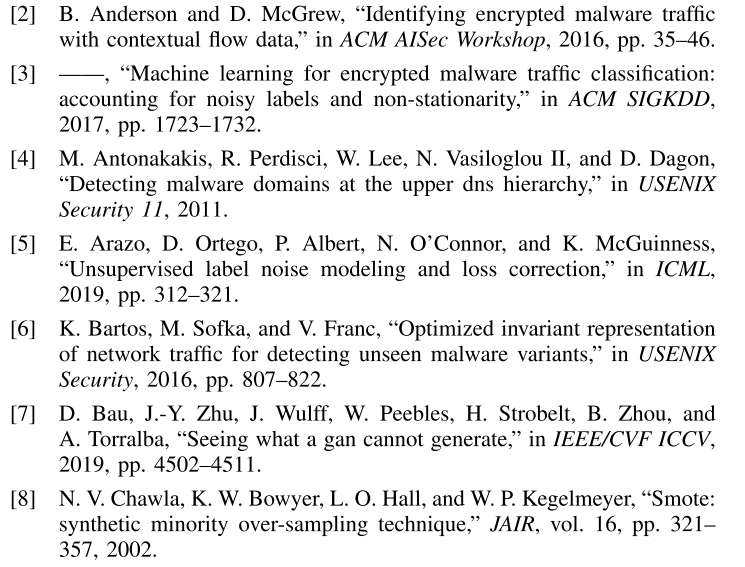 [2] B. Anderson and D. McGrew, “Identifying encrypted malware traffic
with contextual flow data,” in ACM AISec Workshop, 2016, pp. 35–46.
[3] ——, “Machine learning for encrypted malware traffic classification:
accounting for noisy labels and non-stationarity,” in ACM SIGKDD,
2017, pp. 1723–1732.
[4] M. Antonakakis, R. Perdisci, W. Lee, N. Vasiloglou II, and D. Dagon,
“Detecting malware domains at the upper dns hierarchy,” in USENIX
Security 11, 2011.
[5] E. Arazo, D. Ortego, P. Albert, N. O’Connor, and K. McGuinness,
“Unsupervised label noise modeling and loss correction,” in ICML,
2019, pp. 312–321.
[6] K. Bartos, M. Sofka, and V. Franc, “Optimized invariant representation
of network traffic for detecting unseen malware variants,” in USENIX
Security, 2016, pp. 807–822.
[7] D. Bau, J.-Y. Zhu, J. Wulff, W. Peebles, H. Strobelt, B. Zhou, and
A. Torralba, “Seeing what a gan cannot generate,” in IEEE/CVF ICCV,
2019, pp. 4502–4511.
[8] N. V. Chawla, K. W. Bowyer, L. O. Hall, and W. P. Kegelmeyer, “Smote:
synthetic minority over-sampling technique,” JAIR, vol. 16, pp. 321–
357, 2002.